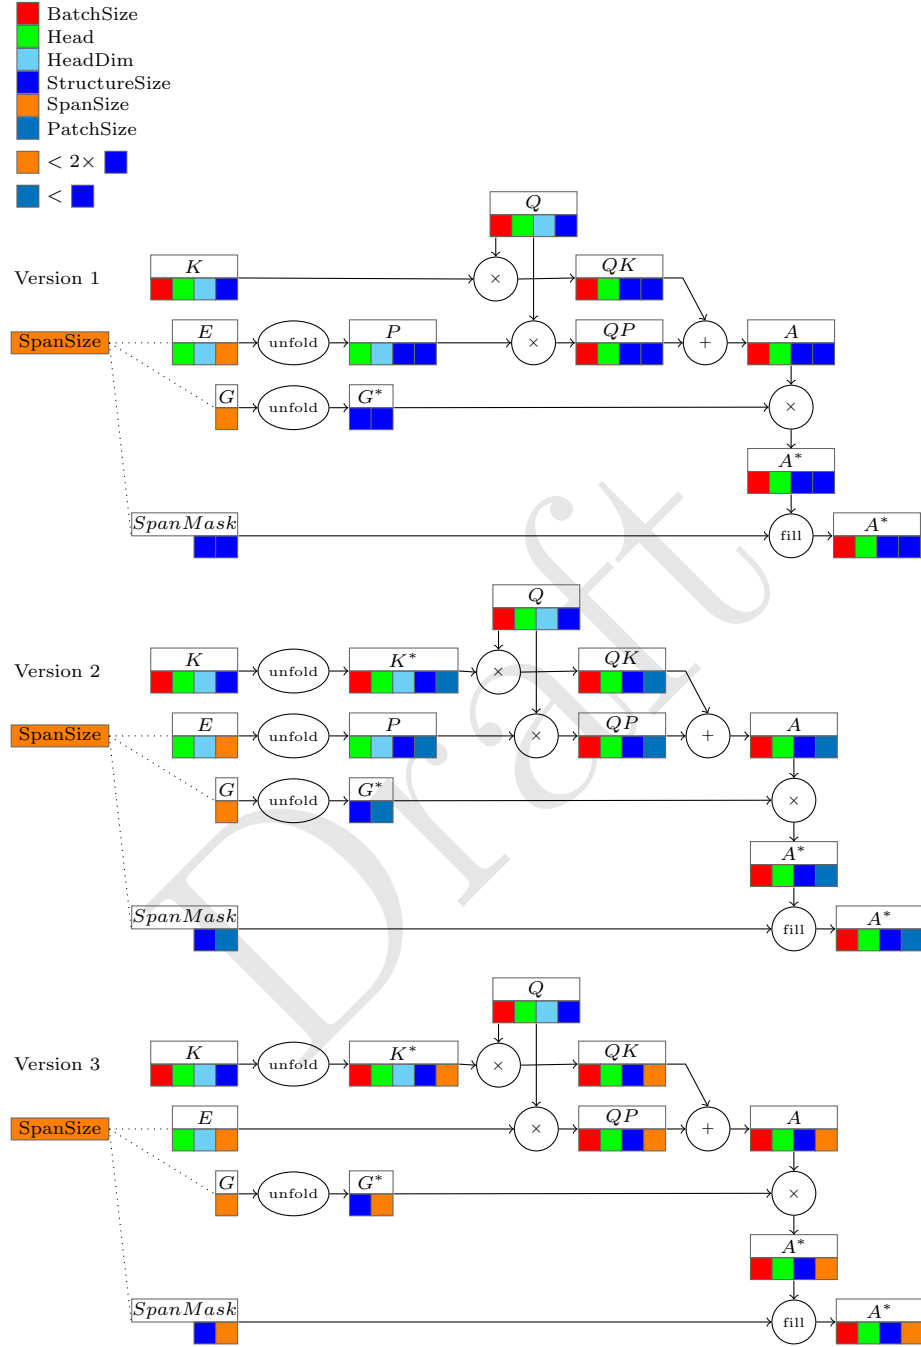 BatchSize
Head
HeadDim
StructureSize
SpanSize
PatchSize
< 2×
<
Q
Version 1 K × QK
SpanSize E unfold P × QP + A
G unfold G* ×
A*
SpanMask fill A*
Q
Version 2 K unfold K* × QK
SpanSize E unfold P × QP + A
G unfold G* ×
A*
SpanMask fill A*
Q
Version 3 K unfold K* × QK
SpanSize E × QP + A
G unfold G* ×
A*
SpanMask fill A*
Draft